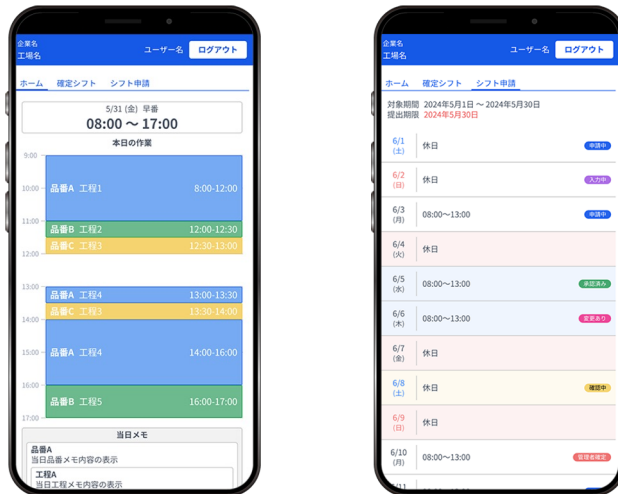 企業名
工場名
ユーザー名
ログアウト
ホーム 確定シフト シフト申請
5/31 (金) 早番
08:00 ～ 17:00
本日の作業
9:00
10:00
品番A 工程1 8:00-12:00
11:00
品番B 工程2 12:00-12:30
品番C 工程3 12:30-13:00
12:00
13:00
品番A 工程4 13:00-13:30
品番C 工程3 13:30-14:00
14:00
15:00
品番A 工程4 14:00-16:00
16:00
品番B 工程5 16:00-17:00
17:00
当日メモ
品番A
当日品番メモ内容の表示
工程A
当日工程メモ内容の表示
企業名
工場名
ユーザー名
ログアウト
ホーム 確定シフト シフト申請
対象期間 2024年5月1日 ～ 2024年5月30日
提出期限 2024年5月30日
6/1
(土)
休日
申請中
6/2
(日)
休日
入力中
6/3
(月)
08:00～13:00
申請中
6/4
(火)
休日
6/5
(水)
08:00～13:00
承認済み
6/6
(木)
08:00～13:00
変更あり
6/7
(金)
休日
6/8
(土)
休日
確認中
6/9
(日)
休日
6/10
(月)
08:00～13:00
管理者確定